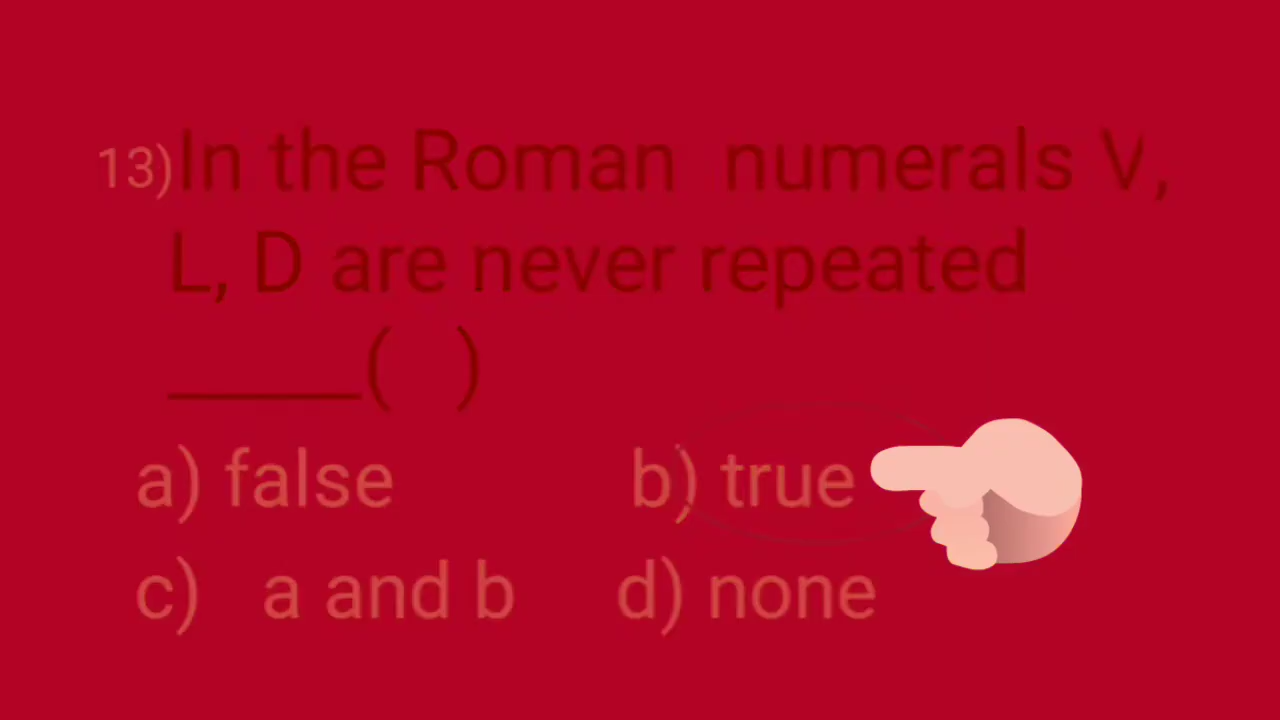 13)In the Roman numerals V,
L, D are never repeated
_____( )
a) false b) true
c) a and b d) none